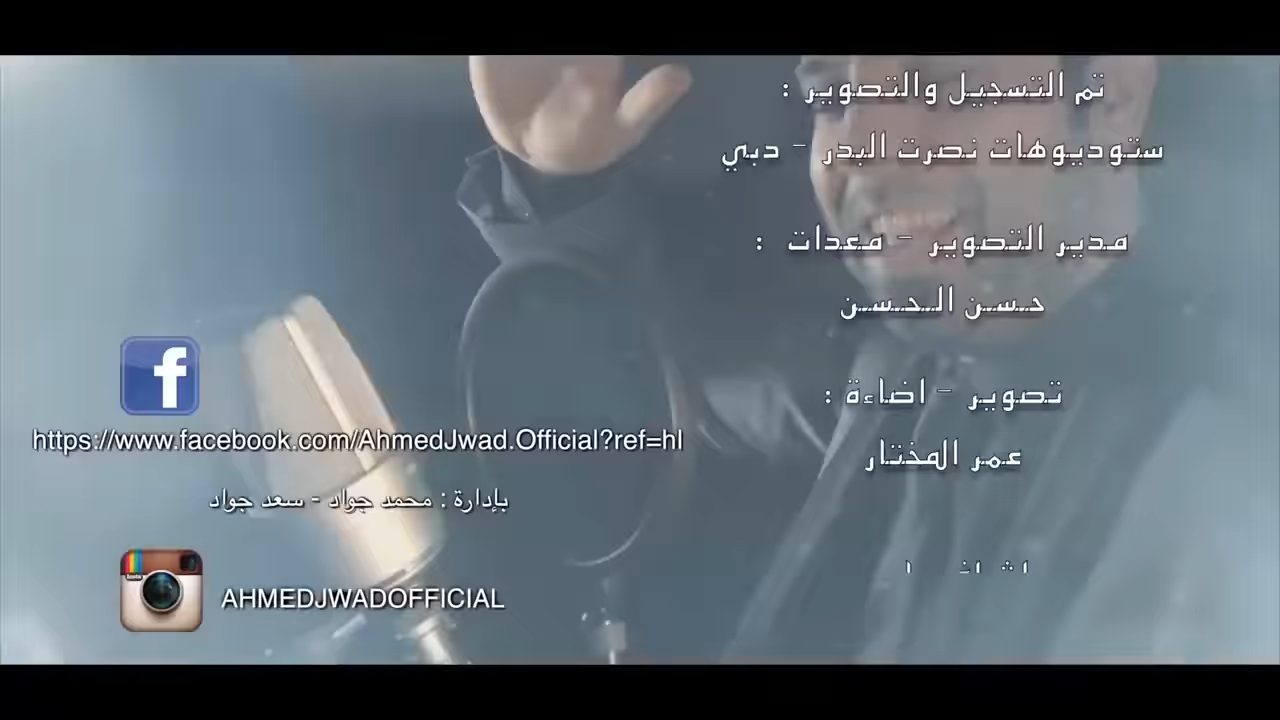 تم التسجيل والتصوير :
ستوديوهات نصرت البدر - دبي
مدير التصوير - معدات :
حسن الحسن
تصوير - اضاءة :
عمر المختار
https://www.facebook.com/AhmedJwad.Official?ref=hl
بإدارة : محمد جواد - سعد جواد
AHMEDJWADOFFICIAL